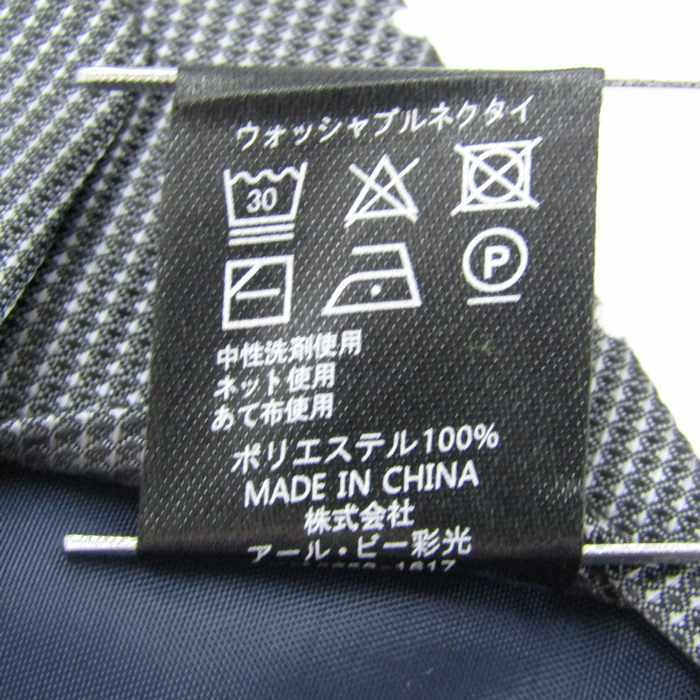 ウォッシャブルネクタイ
30
P
中性洗剤使用
ネット使用
あて布使用
ポリエステル100%
MADE IN CHINA
株式会社
アール・ビー彩光